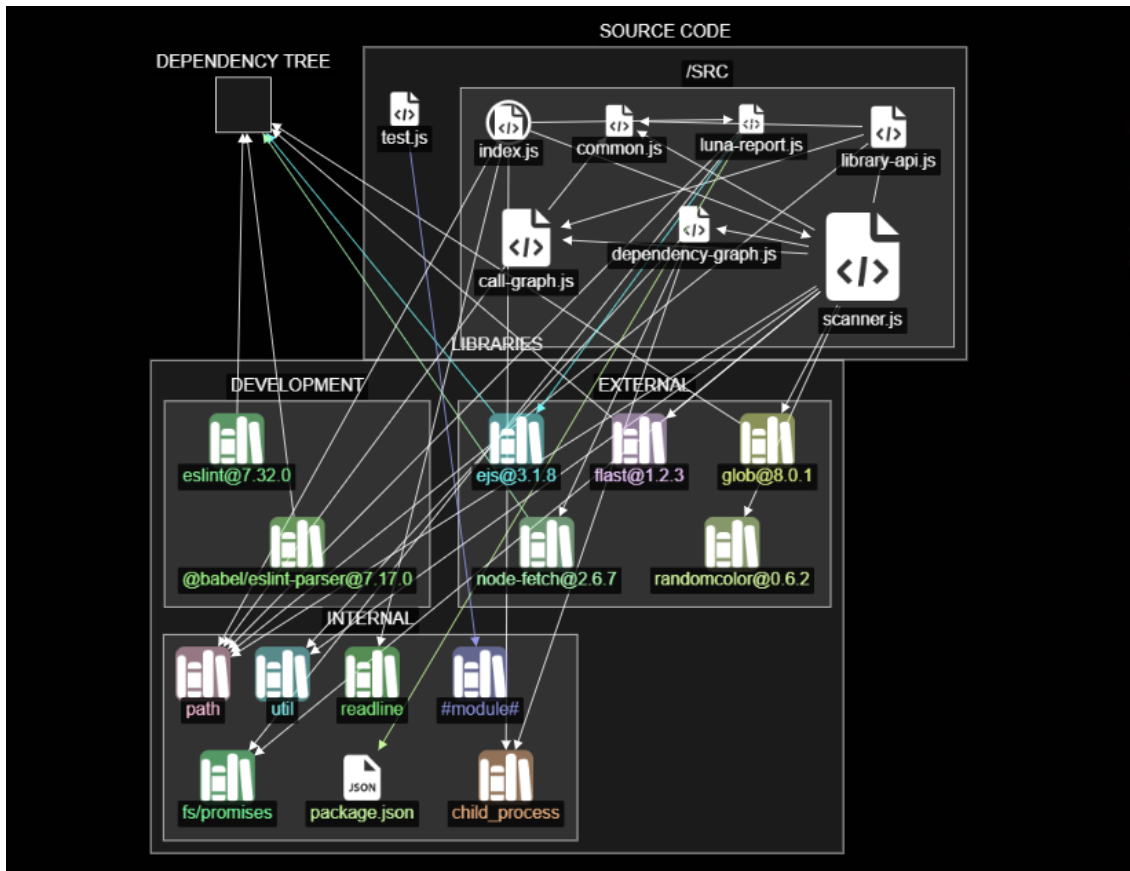 SOURCE CODE
DEPENDENCY TREE
/SRC
</>
test.js
</>
index.js
</>
common.js
</>
luna-report.js
</>
library-api.js
</>
call-graph.js
</>
dependency-graph.js
</>
scanner.js
LIBRARIES
DEVELOPMENT
EXTERNAL
eslint@7.32.0
ejs@3.1.8
flast@1.2.3
glob@8.0.1
@babel/eslint-parser@7.17.0
node-fetch@2.6.7
randomcolor@0.6.2
INTERNAL
path
util
readline
#module#
fs/promises
JSON
package.json
child_process